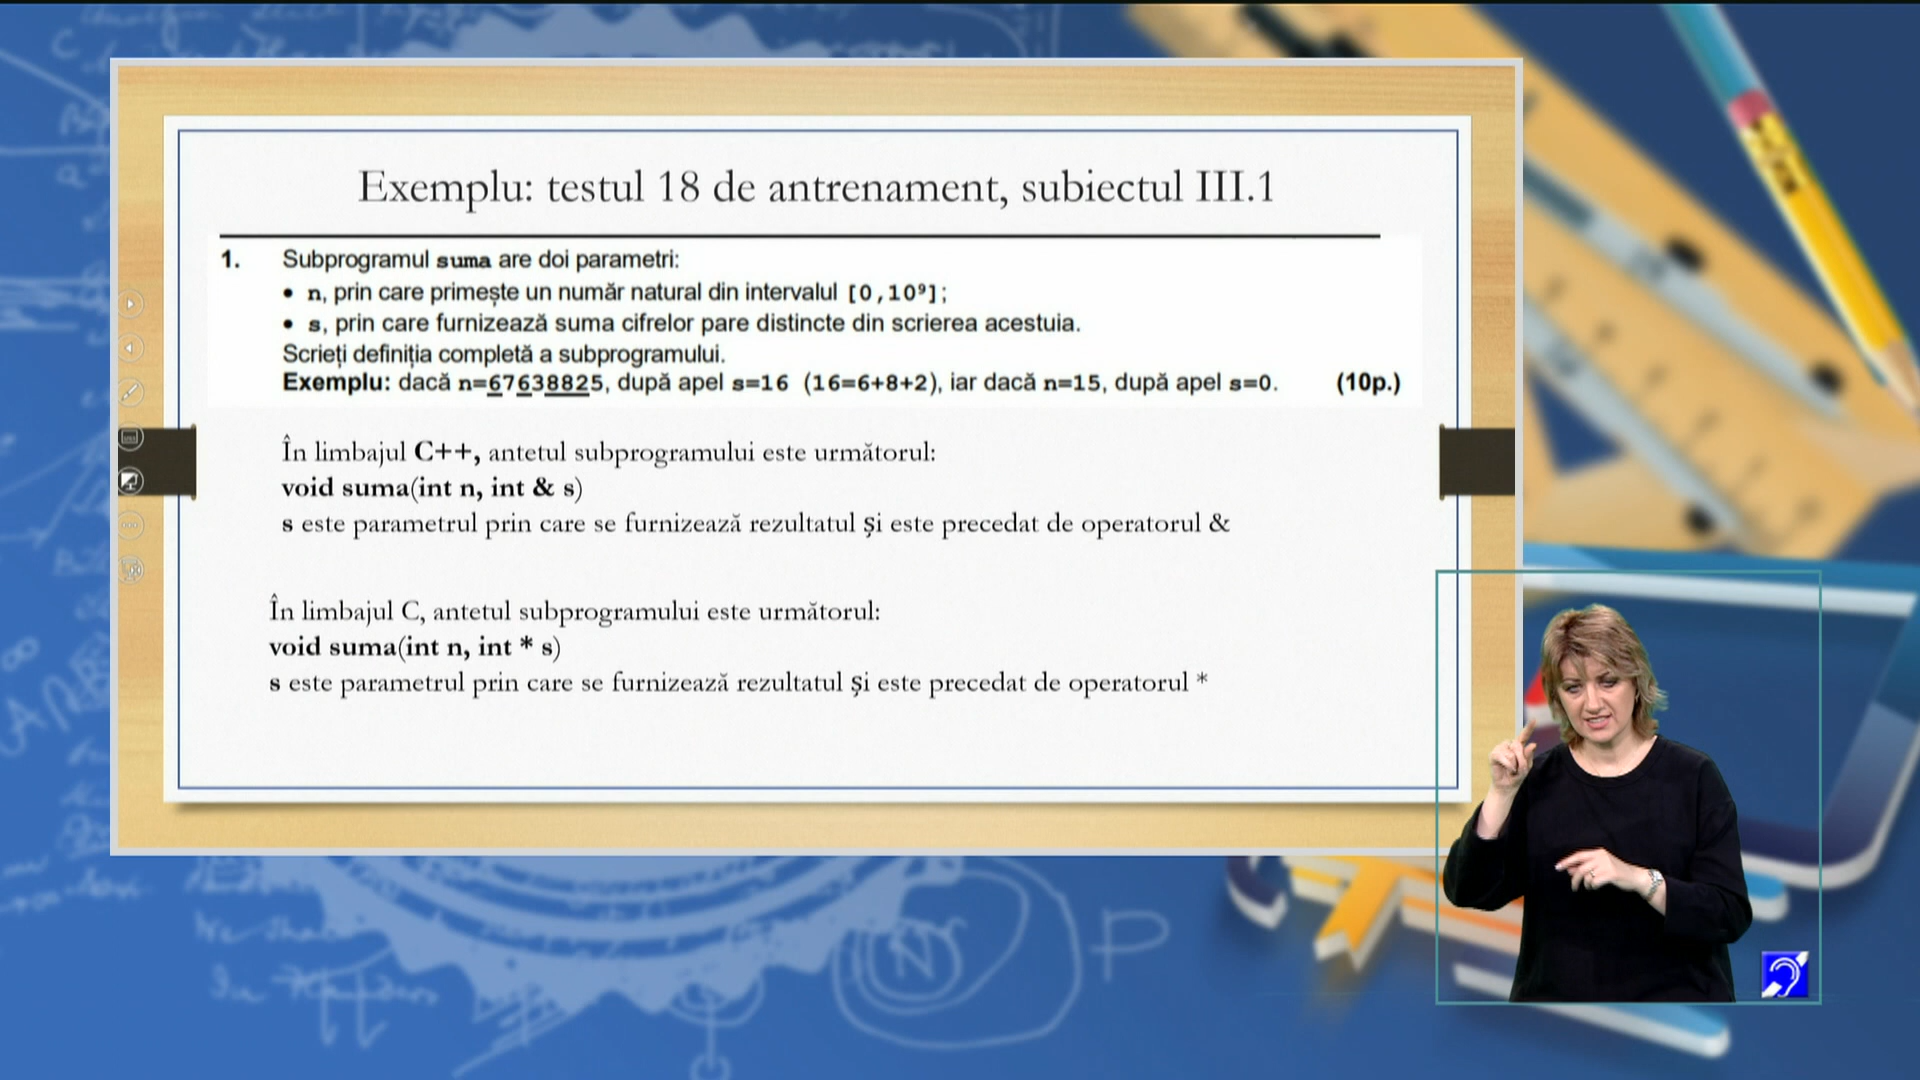 Exemplu: testul 18 de antrenament, subiectul III.1
1. Subprogramul suma are doi parametri:
• n, prin care primește un număr natural din intervalul [0,10⁹];
• s, prin care furnizează suma cifrelor pare distincte din scrierea acestuia.
Scrieți definiția completă a subprogramului.
Exemplu: dacă n=67638825, după apel s=16 (16=6+8+2), iar dacă n=15, după apel s=0. (10p.)
În limbajul C++, antetul subprogramului este următorul:
void suma(int n, int & s)
s este parametrul prin care se furnizează rezultatul și este precedat de operatorul &
În limbajul C, antetul subprogramului este următorul:
void suma(int n, int * s)
s este parametrul prin care se furnizează rezultatul și este precedat de operatorul *
N
P